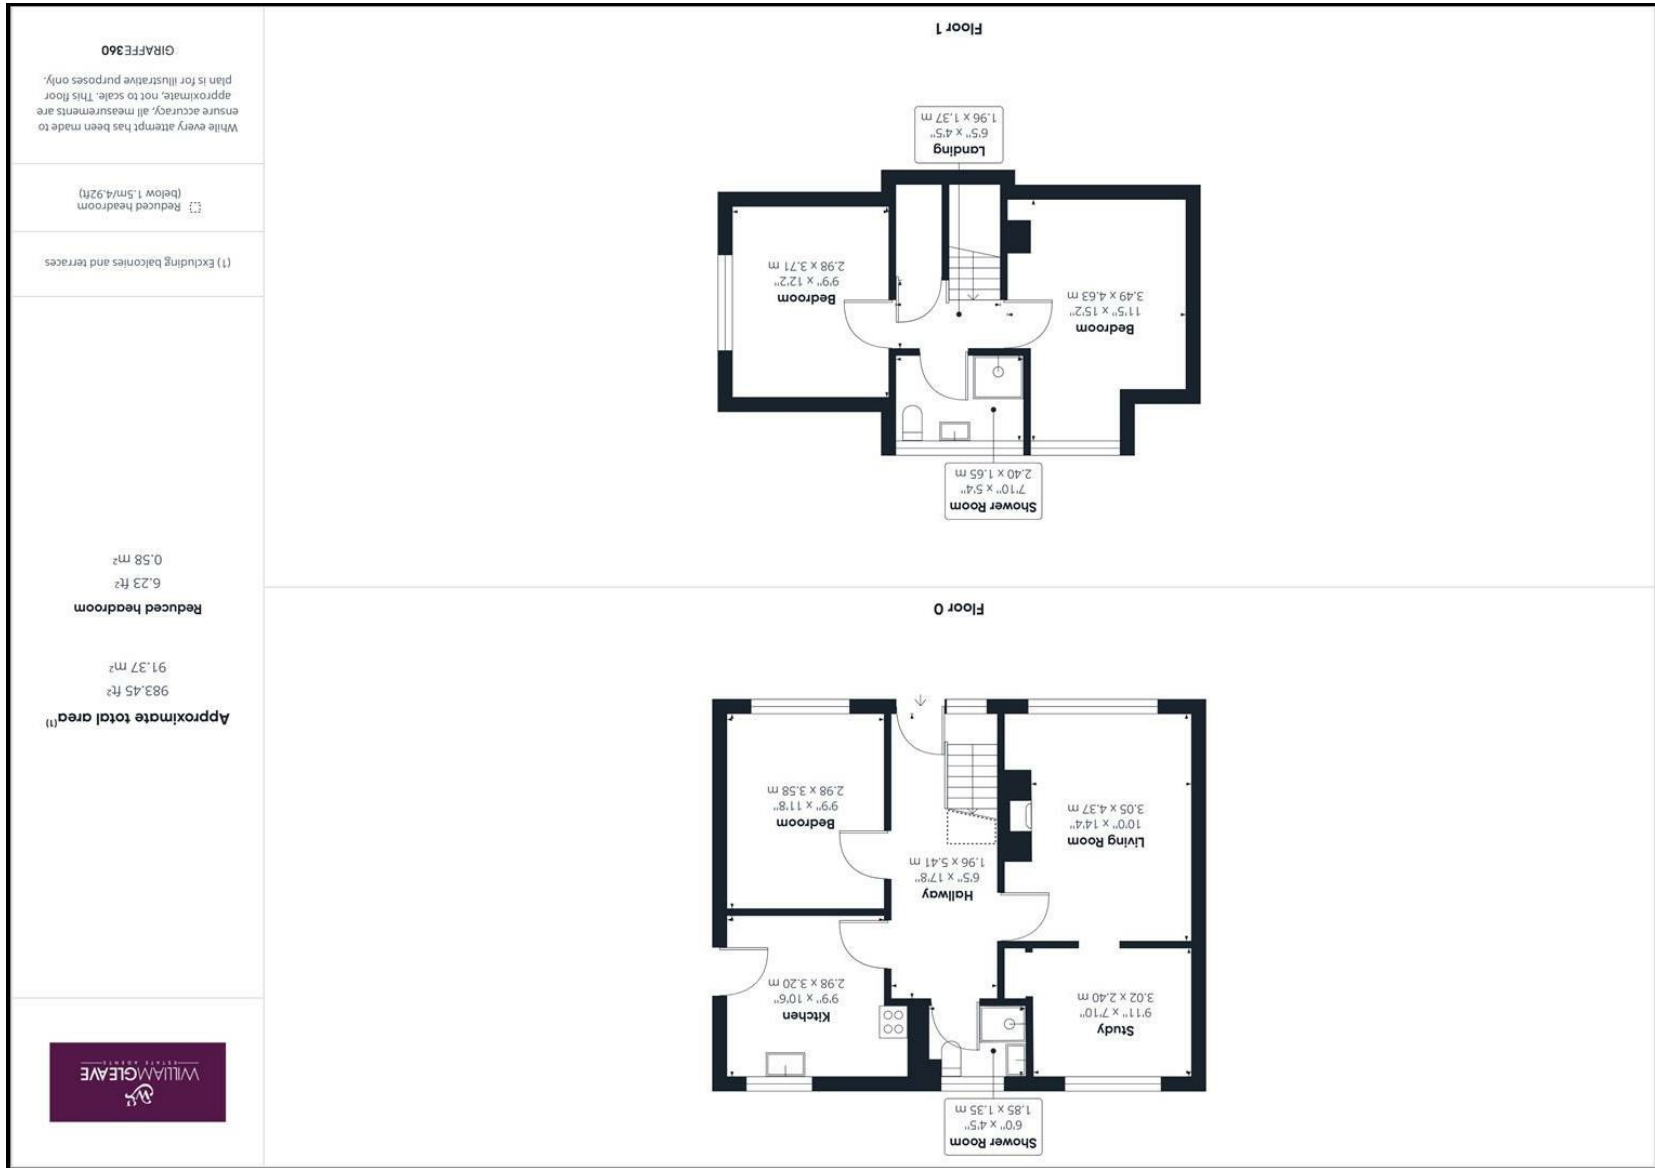 WILLIAMGLEAVE
ESTATE AGENTS
Approximate total area(1)
983.45 ft²
91.37 m²
Reduced headroom
6.23 ft²
0.58 m²
(1) Excluding balconies and terraces
Reduced headroom
(below 1.5m/4.92ft)
While every attempt has been made to
ensure accuracy, all measurements are
approximate, not to scale. This floor
plan is for illustrative purposes only.
GIRAFFE360
Shower Room
6'0" x 4'5"
1.85 x 1.35 m
Study
9'11" x 7'10"
3.02 x 2.40 m
Kitchen
9'9" x 10'6"
2.98 x 3.20 m
Hallway
6'5" x 17'8"
1.96 x 5.41 m
Living Room
10'0" x 14'4"
3.05 x 4.37 m
Bedroom
9'9" x 11'8"
2.98 x 3.58 m
Floor 0
Shower Room
7'10" x 5'4"
2.40 x 1.65 m
Bedroom
11'5" x 15'2"
3.49 x 4.63 m
Bedroom
9'9" x 12'2"
2.98 x 3.71 m
Landing
6'5" x 4'5"
1.96 x 1.37 m
Floor 1